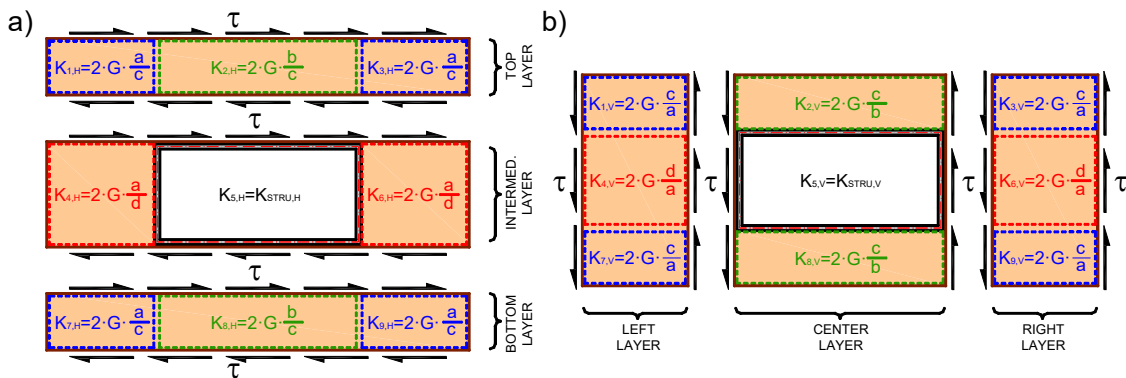 a)
τ
K1,H=2·G·a/c K2,H=2·G·b/c K3,H=2·G·a/c
TOP
LAYER
τ
K4,H=2·G·a/d K5,H=KSTRU,H K6,H=2·G·a/d
INTERMED.
LAYER
τ
K7,H=2·G·a/c K8,H=2·G·b/c K9,H=2·G·a/c
BOTTOM
LAYER
τ
b)
K1,V=2·G·c/a K2,V=2·G·c/b K3,V=2·G·c/a
τ K4,V=2·G·d/a τ K5,V=KSTRU,V τ K6,V=2·G·d/a τ
K7,V=2·G·c/a K8,V=2·G·c/b K9,V=2·G·c/a
LEFT
LAYER
CENTER
LAYER
RIGHT
LAYER